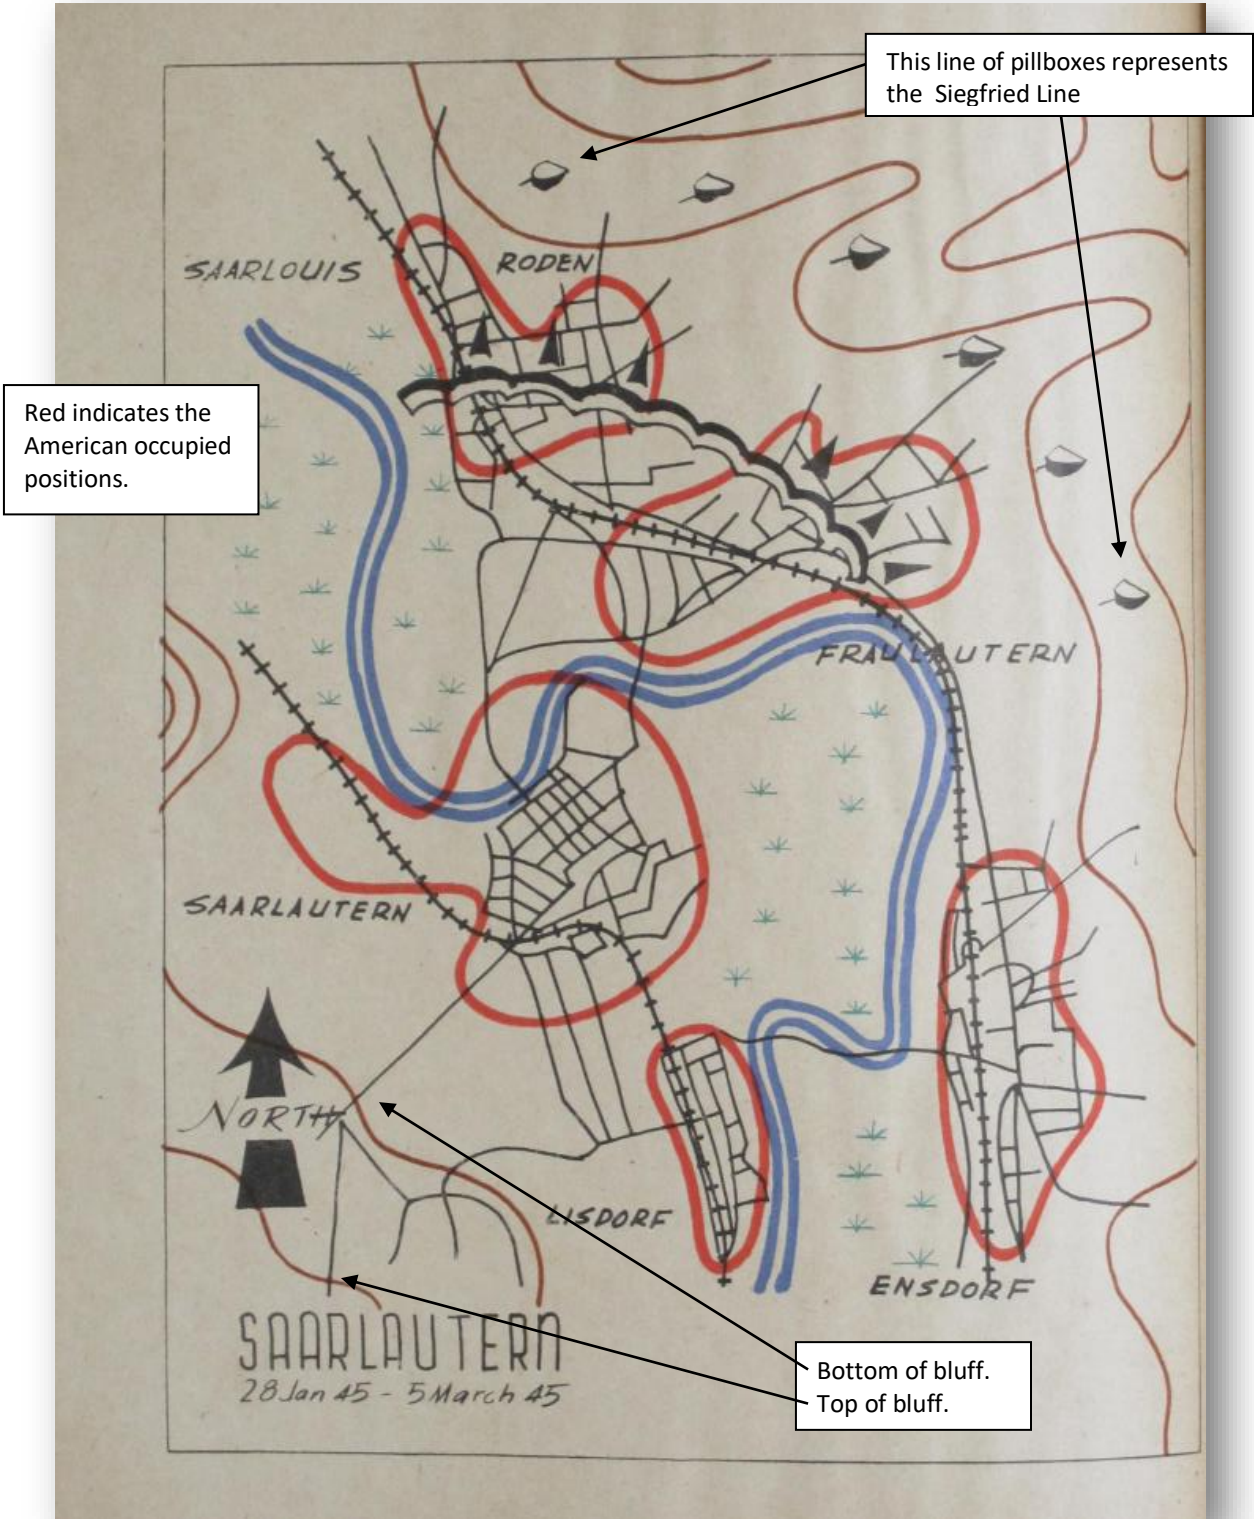 This line of pillboxes represents
the  Siegfried Line
SAARLOUIS
RODEN
Red indicates the
American occupied
positions.
FRAULAUTERN
SAARLAUTERN
NORTH
LISDORF
ENSDORF
SAARLAUTERN
28 Jan 45 - 5 March 45
Bottom of bluff.
Top of bluff.